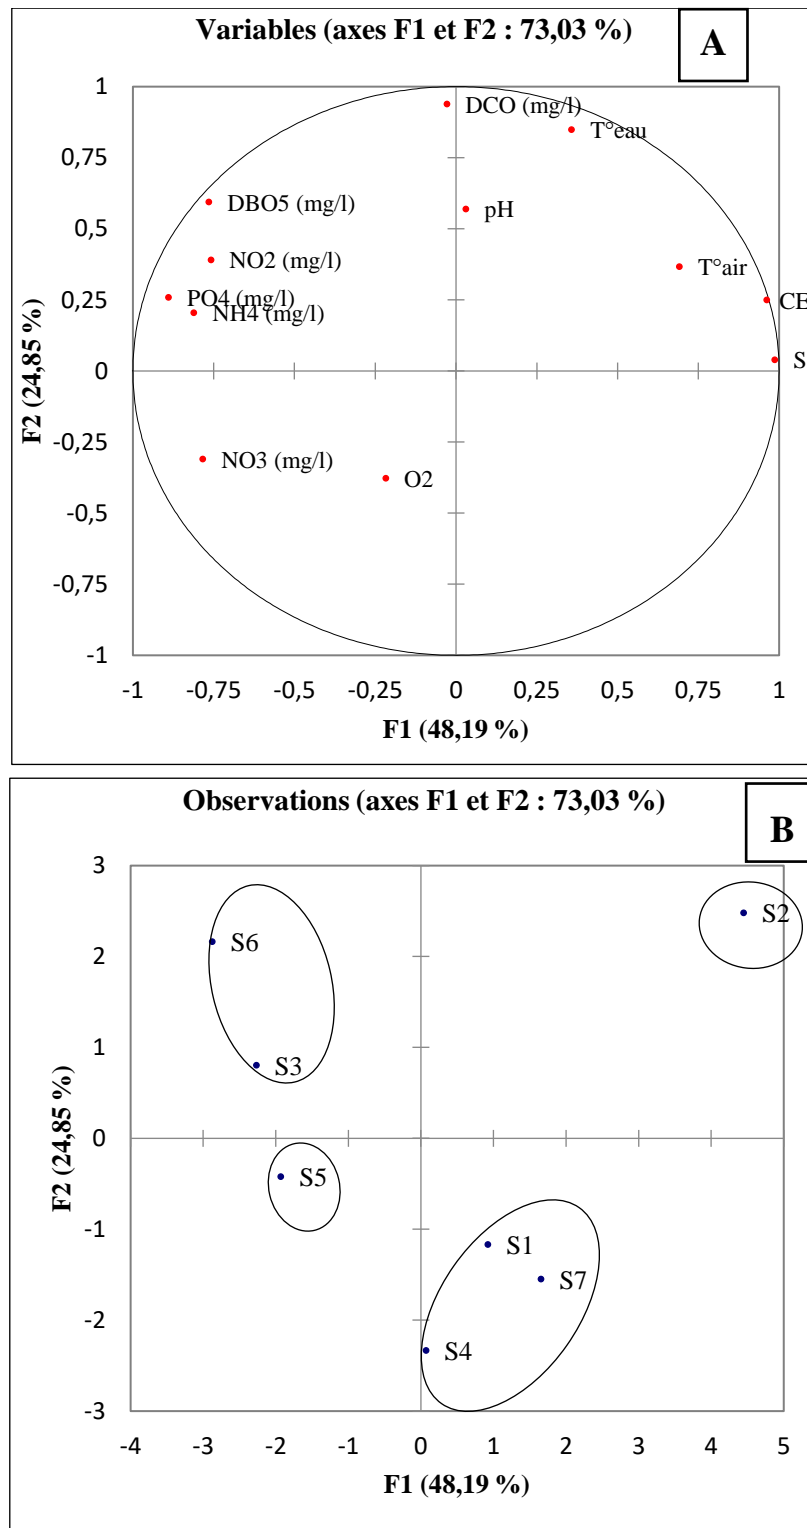 Variables (axes F1 et F2 : 73,03 %)
A
1
DCO (mg/l)
T°eau
0,75
DBO5 (mg/l)
pH
0,5
NO2 (mg/l)
T°air
0,25
PO4 (mg/l)
CE
NH4 (mg/l)
S
0
-0,25
NO3 (mg/l)
O2
-0,5
-0,75
-1
F2 (24,85 %)
-1 -0,75 -0,5 -0,25 0 0,25 0,5 0,75 1
F1 (48,19 %)
Observations (axes F1 et F2 : 73,03 %)
B
3
S2
S6
2
1
S3
0
S5
-1
S1
S7
-2
S4
-3
F2 (24,85 %)
-4 -3 -2 -1 0 1 2 3 4 5
F1 (48,19 %)